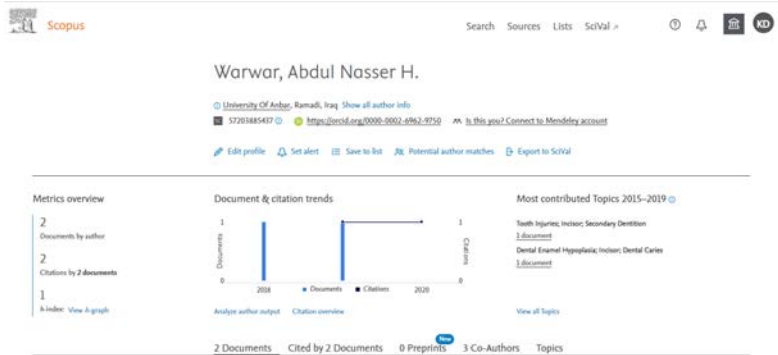 Scopus
Search Sources Lists SciVal ↗
KD
Warwar, Abdul Nasser H.
University Of Anbar, Ramadi, Iraq Show all author info
57203885437 https://orcid.org/0000-0002-6962-9750 Is this you? Connect to Mendeley account
Edit profile Set alert Save to list Potential author matches Export to SciVal
Metrics overview
2
Documents by author
2
Citations by 2 documents
1
h-index: View h-graph
Document & citation trends
1 1
Documents
Citations
0 0
2018 Documents Citations 2020
Analyze author output Citation overview
Most contributed Topics 2015–2019
Tooth Injuries; Incisor; Secondary Dentition
1 document
Dental Enamel Hypoplasia; Incisor; Dental Caries
1 document
View all Topics
New
2 Documents Cited by 2 Documents 0 Preprints 3 Co-Authors Topics